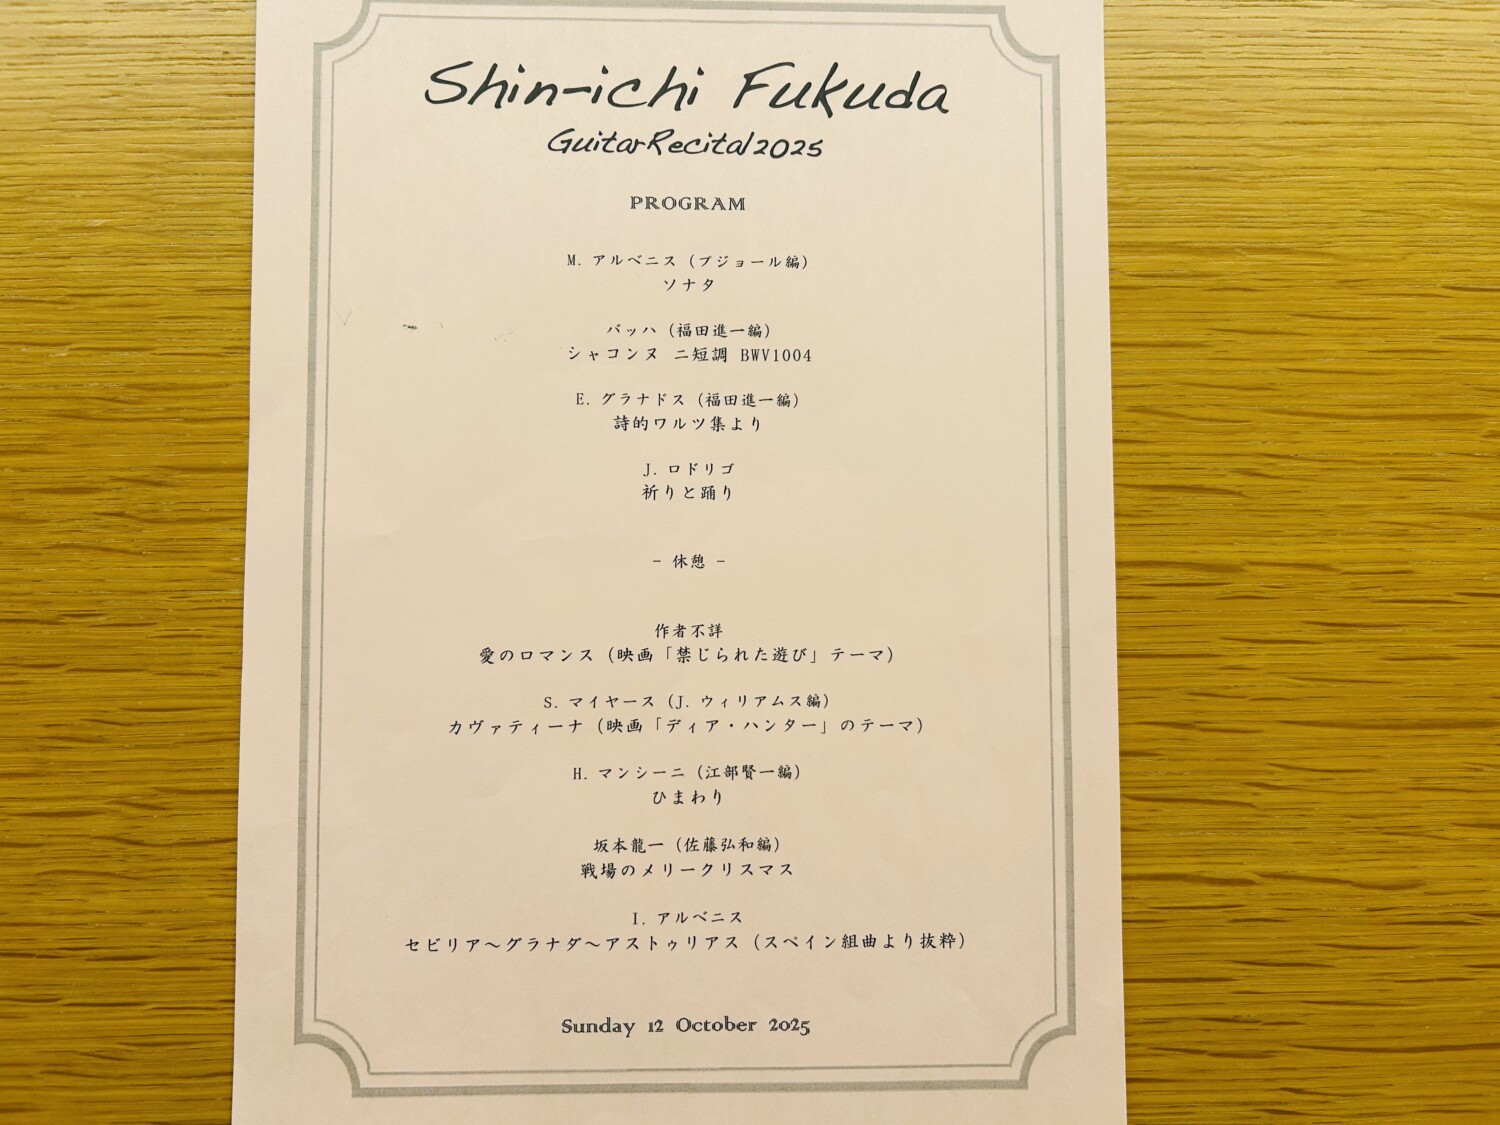 Shin-ichi Fukuda
Guitar Recital 2025
PROGRAM
M. アルベニス（プジョール編）
ソナタ
バッハ（福田進一編）
シャコンヌ ニ短調 BWV1004
E. グラナドス（福田進一編）
詩的ワルツ集より
J. ロドリゴ
祈りと踊り
– 休憩 –
作者不詳
愛のロマンス（映画「禁じられた遊び」テーマ）
S. マイヤース（J. ウィリアムス編）
カヴァティーナ（映画「ディア・ハンター」のテーマ）
H. マンシーニ（江部賢一編）
ひまわり
坂本龍一（佐藤弘和編）
戦場のメリークリスマス
I. アルベニス
セビリア～グラナダ～アストゥリアス（スペイン組曲より抜粋）
Sunday 12 October 2025